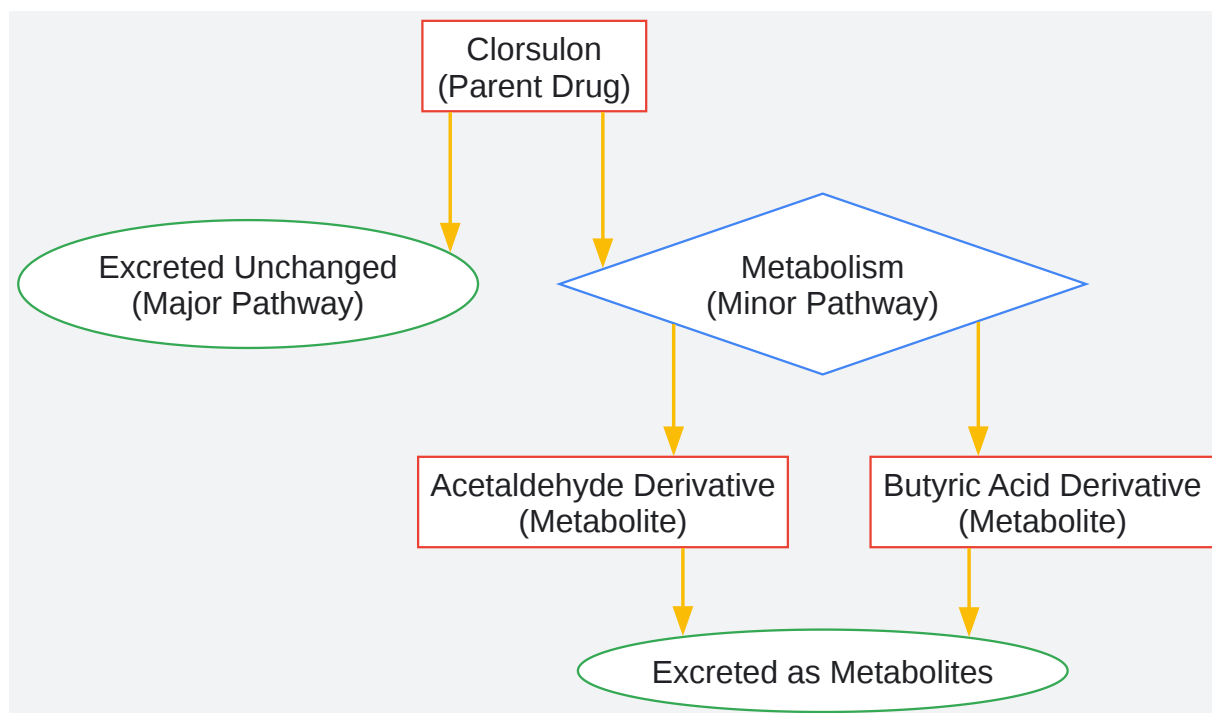 Clorsulon
(Parent Drug)
Excreted Unchanged
(Major Pathway)
Metabolism
(Minor Pathway)
Acetaldehyde Derivative
(Metabolite)
Butyric Acid Derivative
(Metabolite)
Excreted as Metabolites